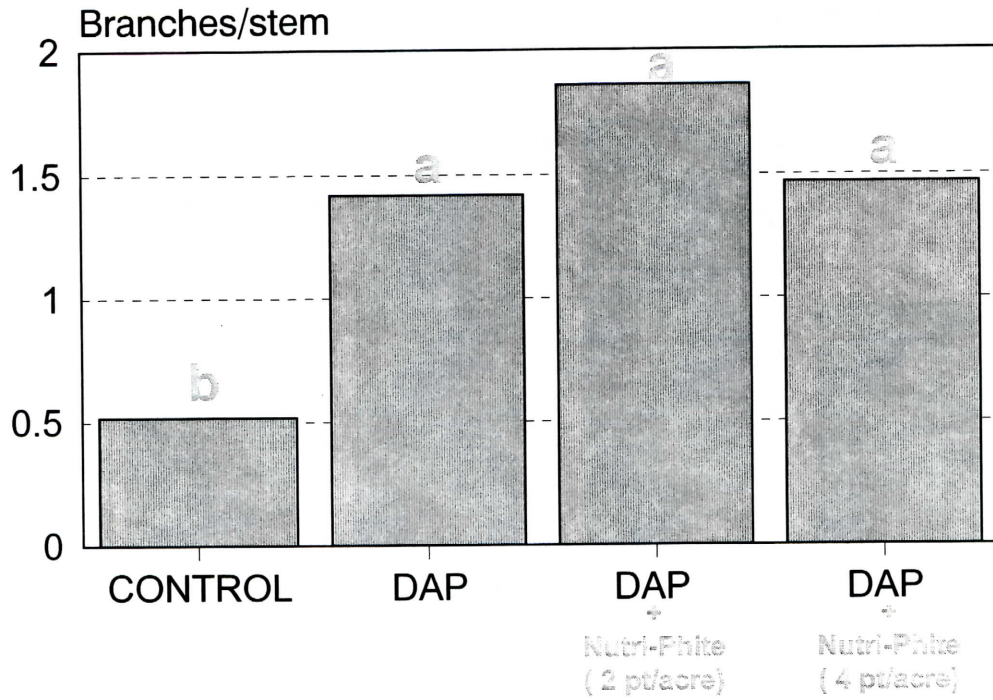 Branches/stem
2
1.5
1
0.5
0
b
a
a
a
CONTROL
DAP
DAP
+
Nutri-Phite
( 2 pt/acre)
DAP
+
Nutri-Phite
( 4 pt/acre)